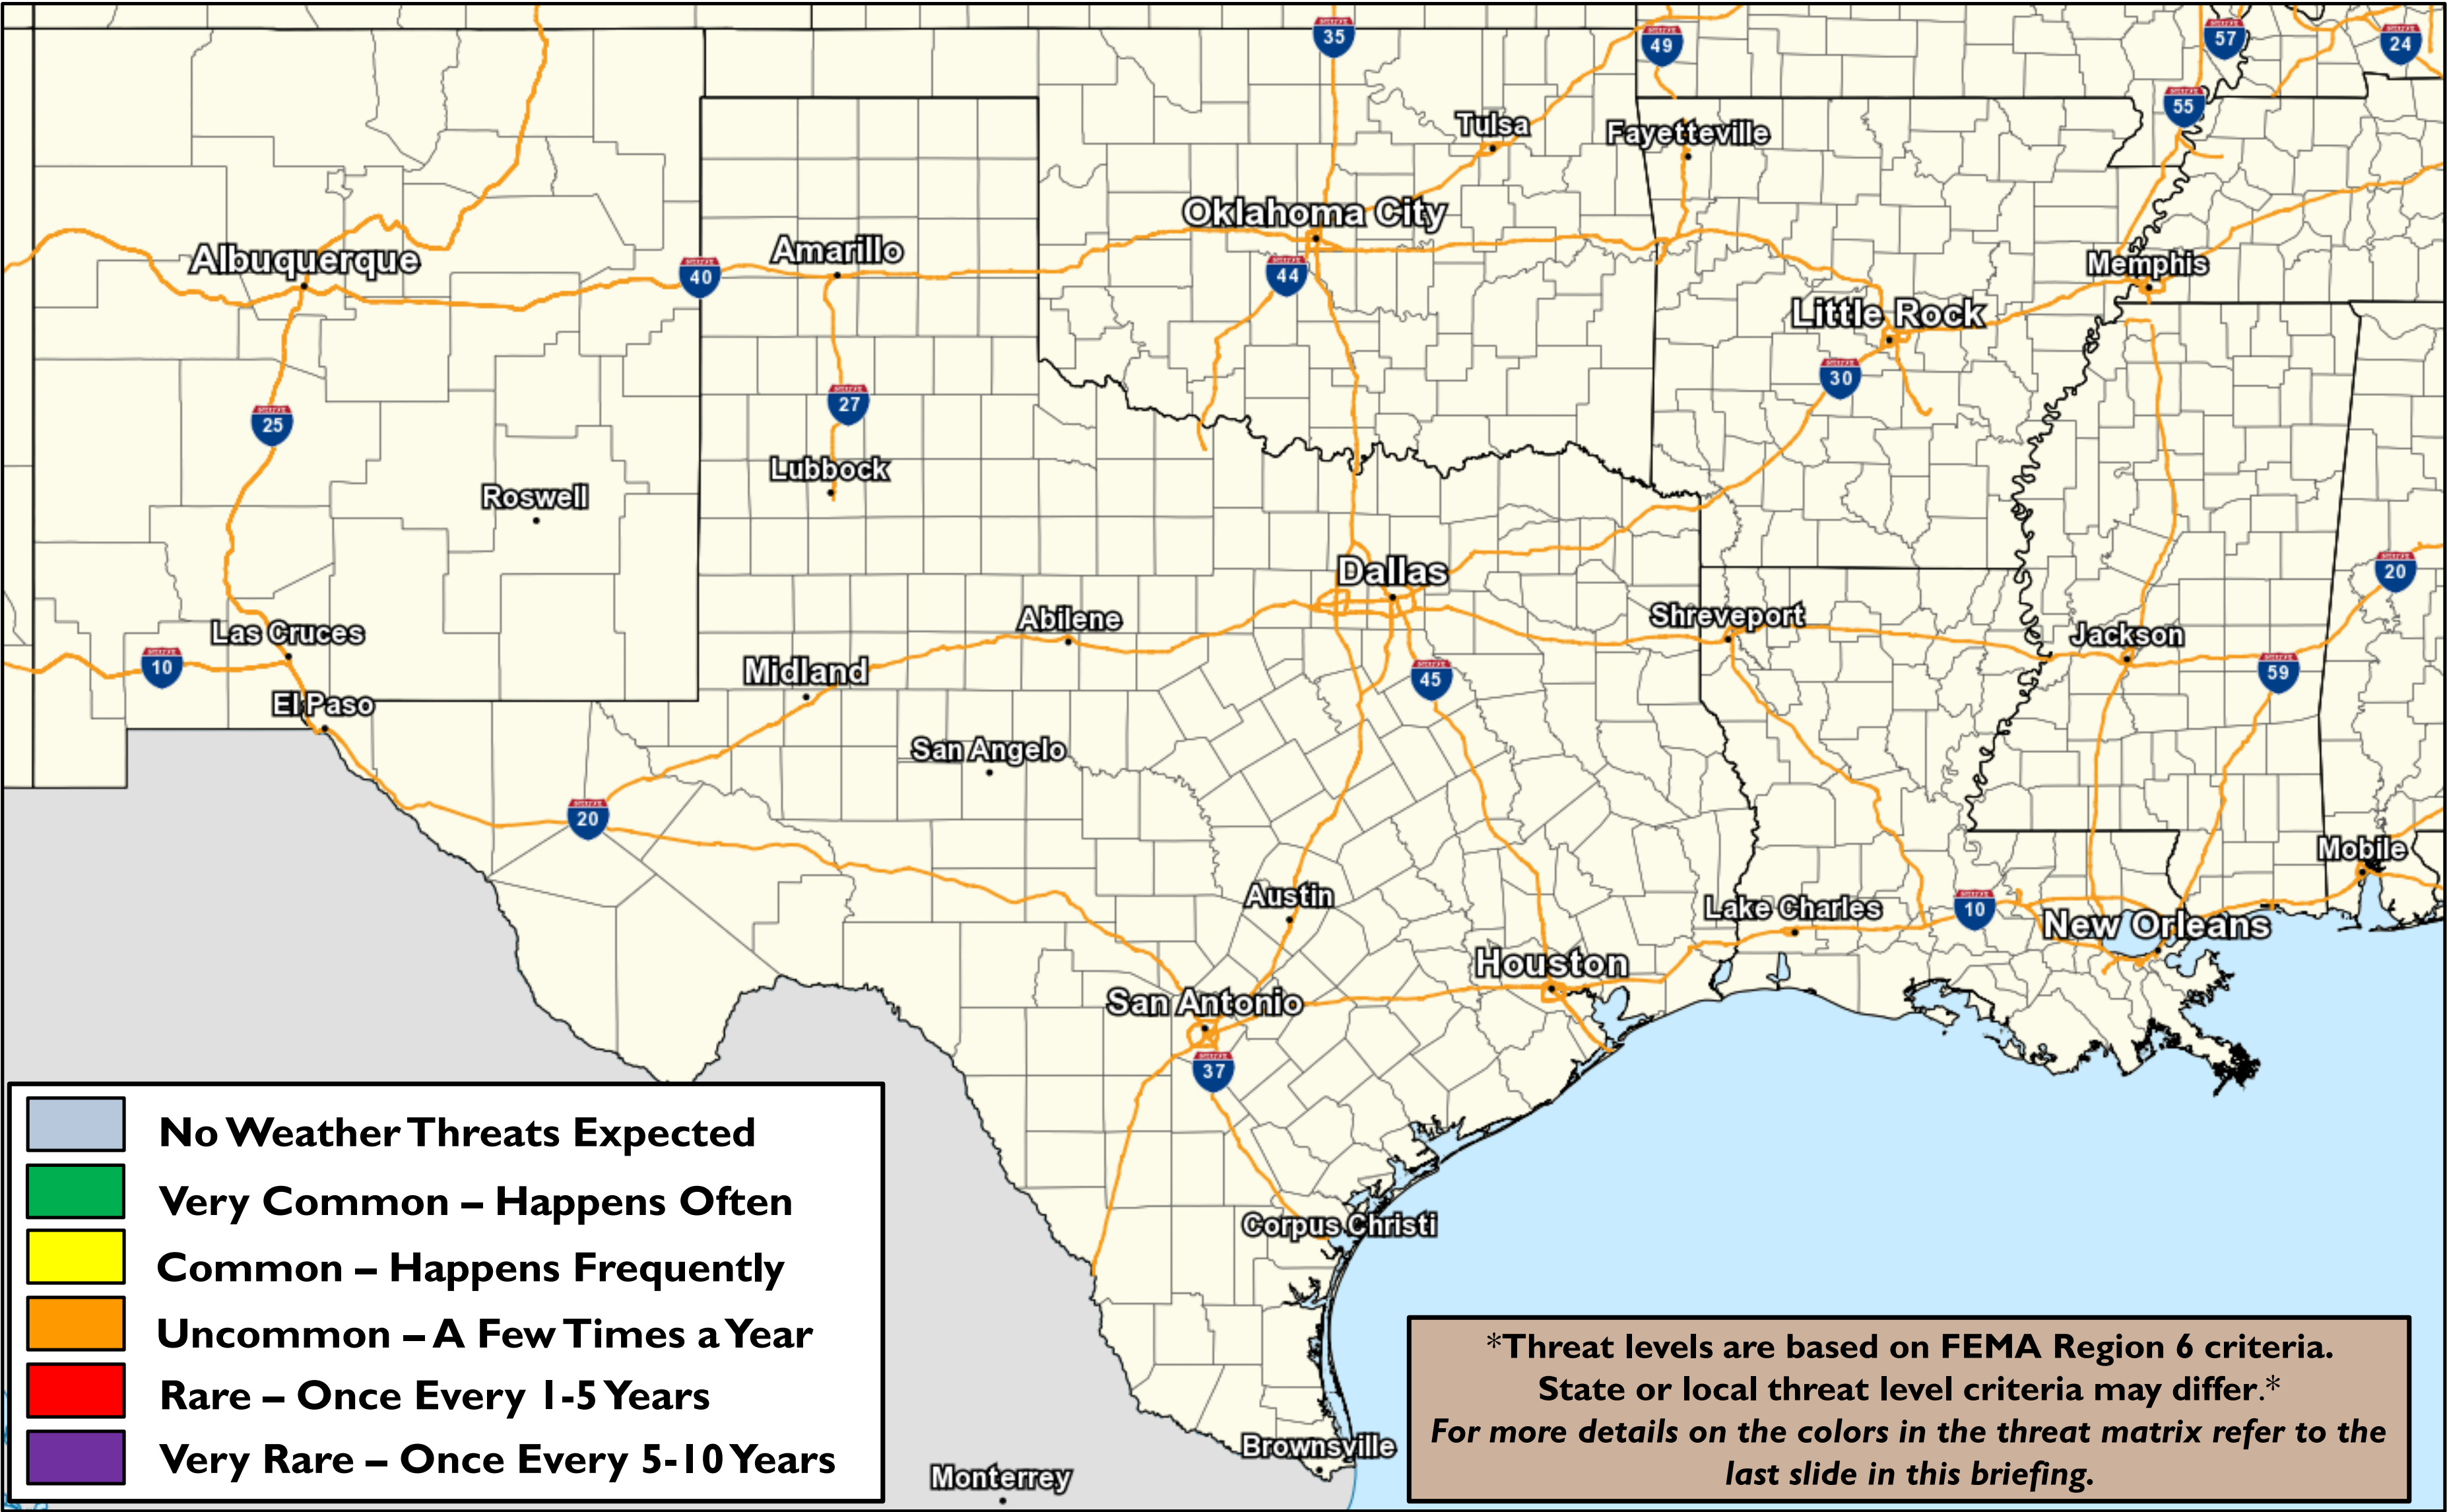 35
49
57
24
55
Tulsa
Fayetteville
Oklahoma City
Albuquerque
Amarillo
40
44
Memphis
Little Rock
30
25
27
Lubbock
Roswell
Dallas
20
Las Cruces
Abilene
Shreveport
Jackson
10
Midland
45
59
El Paso
San Angelo
20
Mobile
Austin
Lake Charles
10
New Orleans
Houston
San Antonio
37
Corpus Christi
Brownsville
Monterrey
No Weather Threats Expected
Very Common – Happens Often
Common – Happens Frequently
Uncommon – A Few Times a Year
Rare – Once Every 1-5 Years
Very Rare – Once Every 5-10 Years
*Threat levels are based on FEMA Region 6 criteria.
State or local threat level criteria may differ.*
For more details on the colors in the threat matrix refer to the
last slide in this briefing.